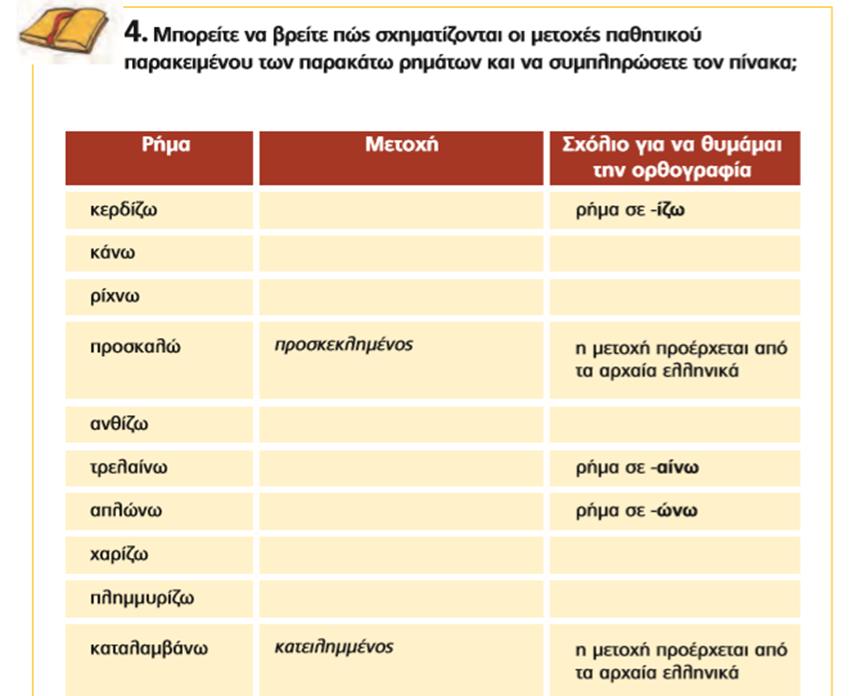 4. Μπορείτε να βρείτε πώς σχηματίζονται οι μετοχές παθητικού
παρακειμένου των παρακάτω ρημάτων και να συμπληρώσετε τον πίνακα;
Ρήμα Μετοχή Σχόλιο για να θυμάμαι
την ορθογραφία
κερδίζω ρήμα σε -ίζω
κάνω
ρίχνω
προσκαλώ προσκεκλημένος η μετοχή προέρχεται από
τα αρχαία ελληνικά
ανθίζω
τρελαίνω ρήμα σε -αίνω
απλώνω ρήμα σε -ώνω
χαρίζω
πλημμυρίζω
καταλαμβάνω κατειλημμένος η μετοχή προέρχεται από
τα αρχαία ελληνικά